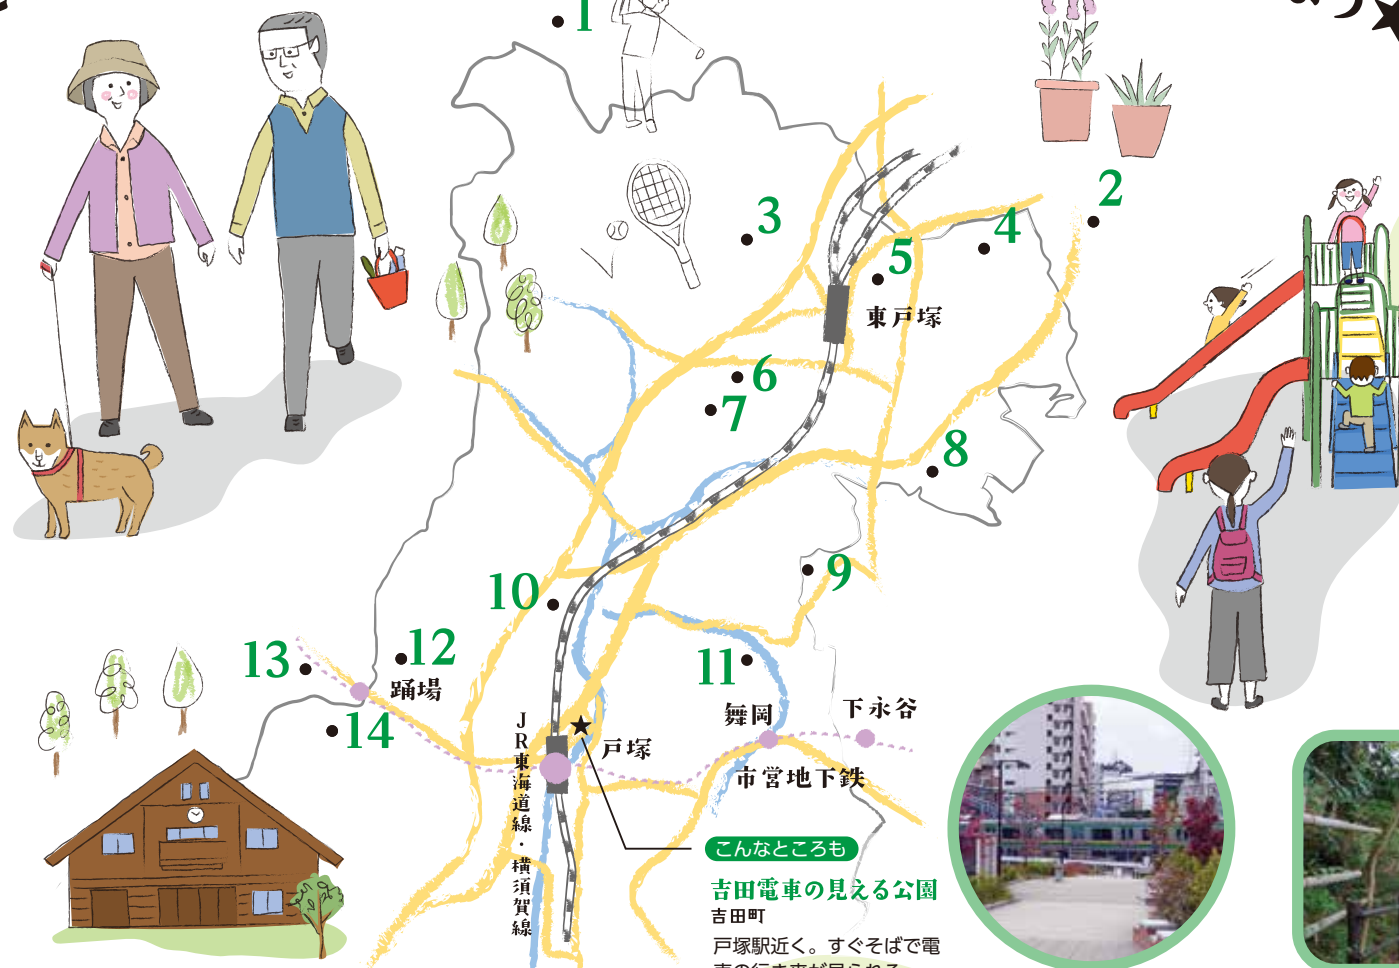 1
2
3
4
5
東戸塚
6
7
8
9
10
11
12
13
踊場
14
舞岡
下永谷
戸塚
市営地下鉄
JR東海道線・横須賀線
こんなところも
吉田電車の見える公園
吉田町
戸塚駅近く。すぐそばで電